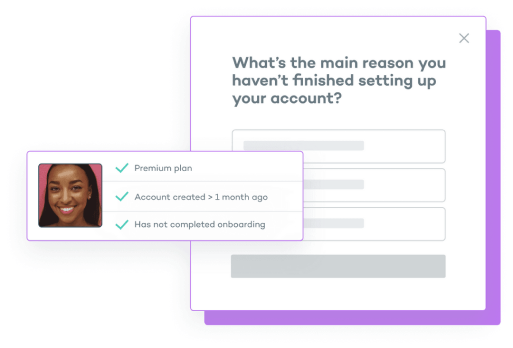 What's the main reason you
haven't finished setting up
your account?
Premium plan
Account created > 1 month ago
Has not completed onboarding